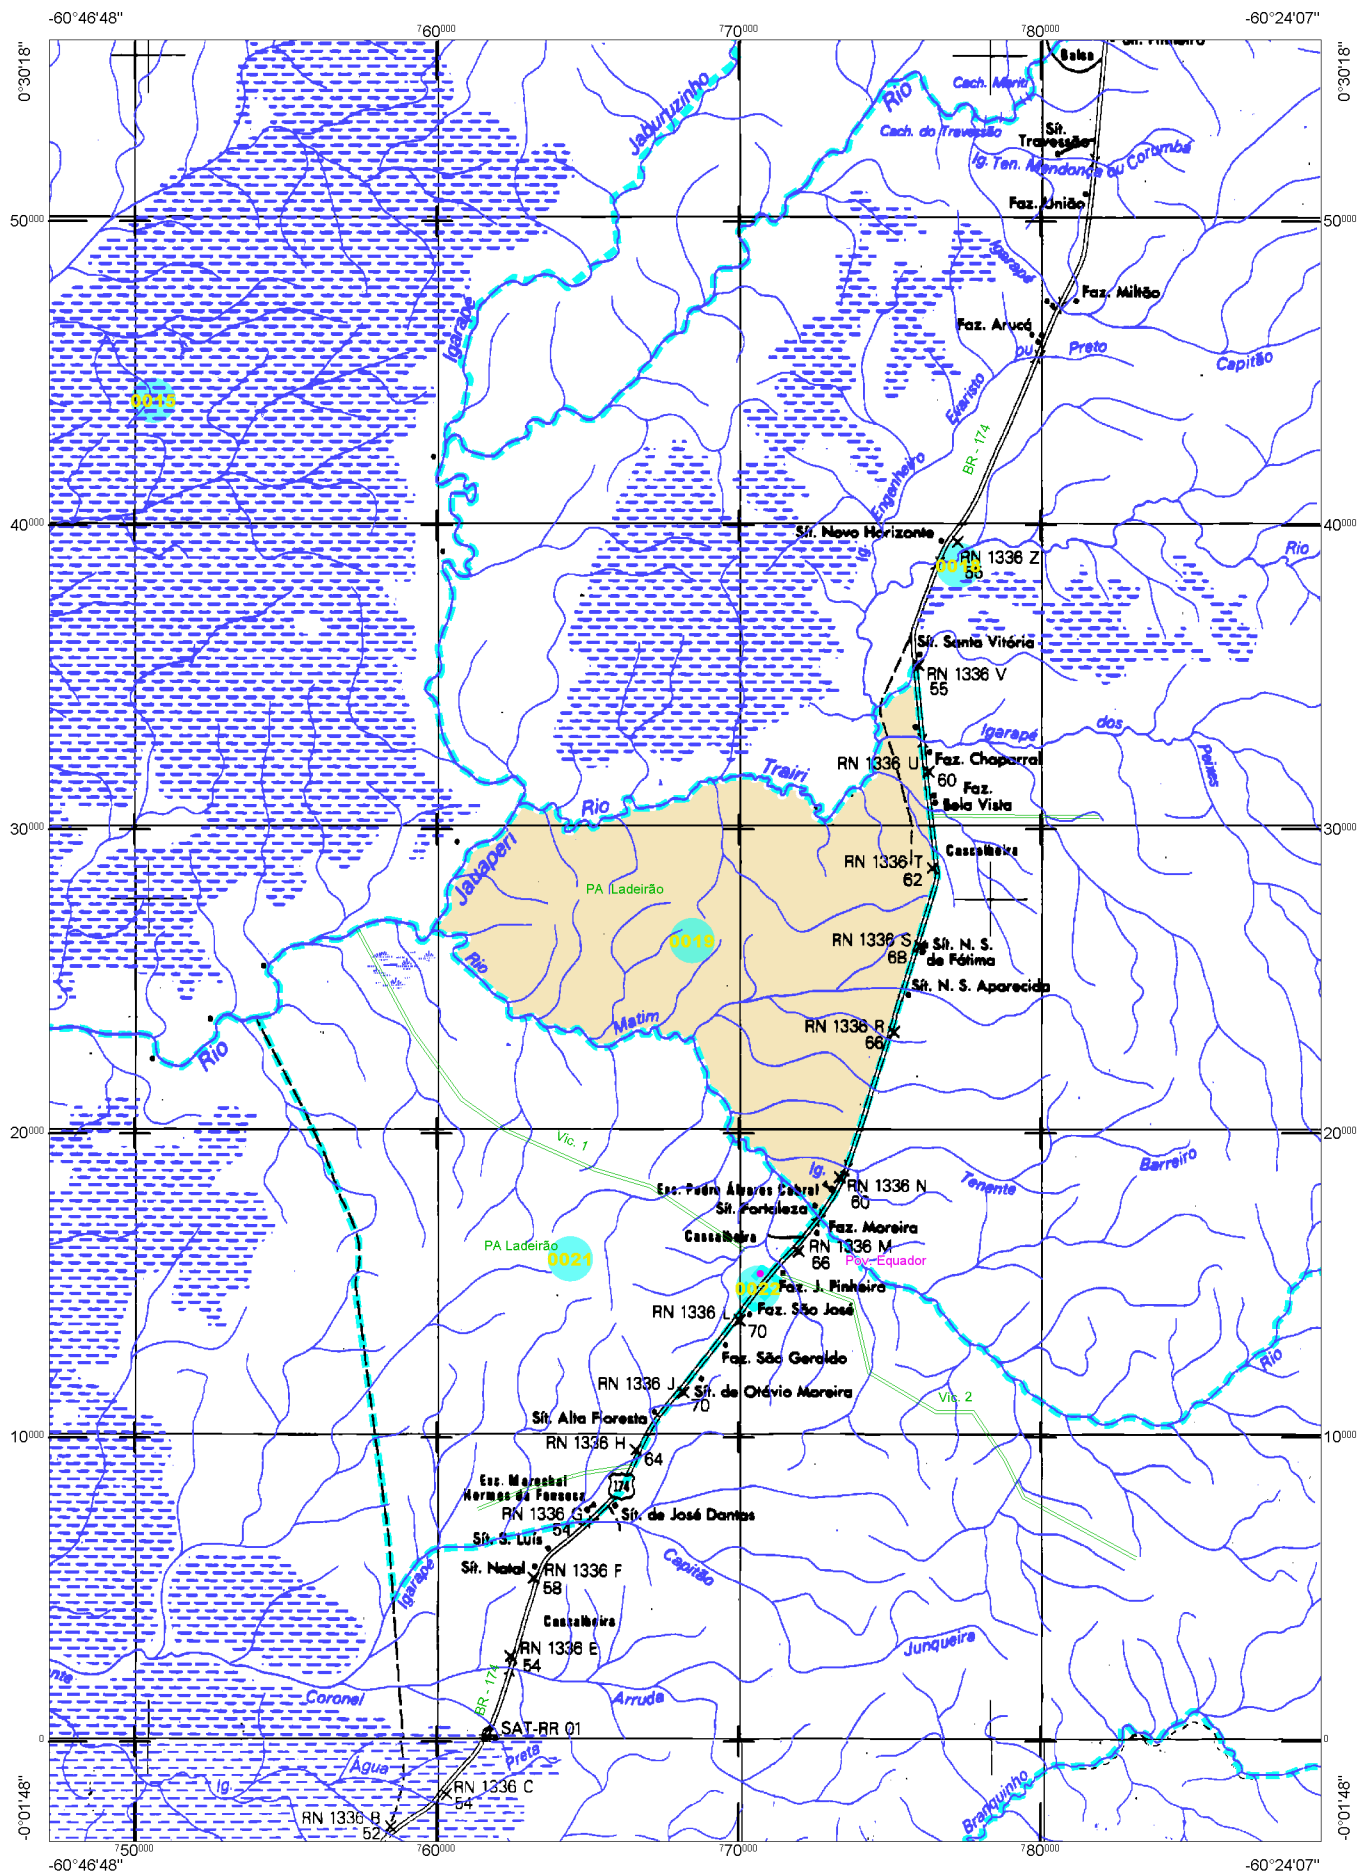 -60°46'48"
-60°24'07"
760000
770000
780000
0°30'18"
0°30'18"
Balsa
Jaburuzinho
Rio
Cach. Mariti
Cach. do Travessão
Sít.
Travessão
Ig. Ten. Mendonça ou Corumbá
Faz. União
50000
50000
Igarapé
Faz. Miltão
Faz. Arucá
ou
Preto
Capitão
Igarapé
Evaristo
0015
BR - 174
Engenheiro
Ig.
40000
40000
Sít. Novo Horizonte
Rio
RN 1336 Z
Sít. Santa Vitória
RN 1336 V
55
Igarapé
dos
Peixes
Trairi
RN 1336 U
Faz. Chaparral
60
Faz.
Bela Vista
Rio
30000
30000
Jauaperi
RN 1336 T
Cascalheira
62
PA Ladeirão
0019
RN 1336 S
68
Sít. N. S.
de Fátima
Rio
Sít. N. S. Aparecida
Matim
RN 1336 R
66
Rio
20000
20000
Vic. 1
Ig.
Tenente
Barreiro
Esc. Pedro Álvares Cabral
RN 1336 N
60
Sít. Fortaleza
Faz. Moreira
Cascalheira
RN 1336 M
66
PA Ladeirão
0021
Pov. Equador
0022
Faz. J. Pinheiro
RN 1336 L
Faz. São José
70
Faz. São Geraldo
Rio
RN 1336 J
Sít. de Otávio Moreira
70
Vic. 2
Sít. Alta Floresta
10000
10000
RN 1336 H
64
Esc. Marechal
Hermes da Fonseca
174
RN 1336 G
54
Sít. de José Dantas
Sít. S. Luís
Sít. Natal
RN 1336 F
58
Igarapé
Capitão
Cascalheira
Junqueira
RN 1336 E
54
Coronel
BR - 174
Arruda
SAT-RR 01
0
0
Preta
Água
Ig.
RN 1336 C
54
RN 1336 B
52
Branquinho
-0°01'48"
-0°01'48"
750000
760000
770000
780000
-60°46'48"
-60°24'07"